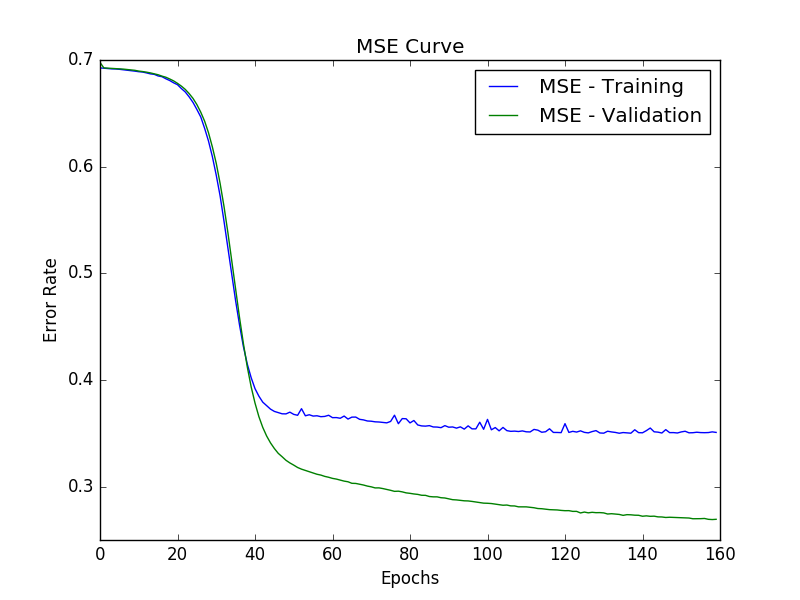 MSE Curve
MSE - Training
MSE - Validation
0.7
0.6
0.5
0.4
0.3
Error Rate
0 20 40 60 80 100 120 140 160
Epochs